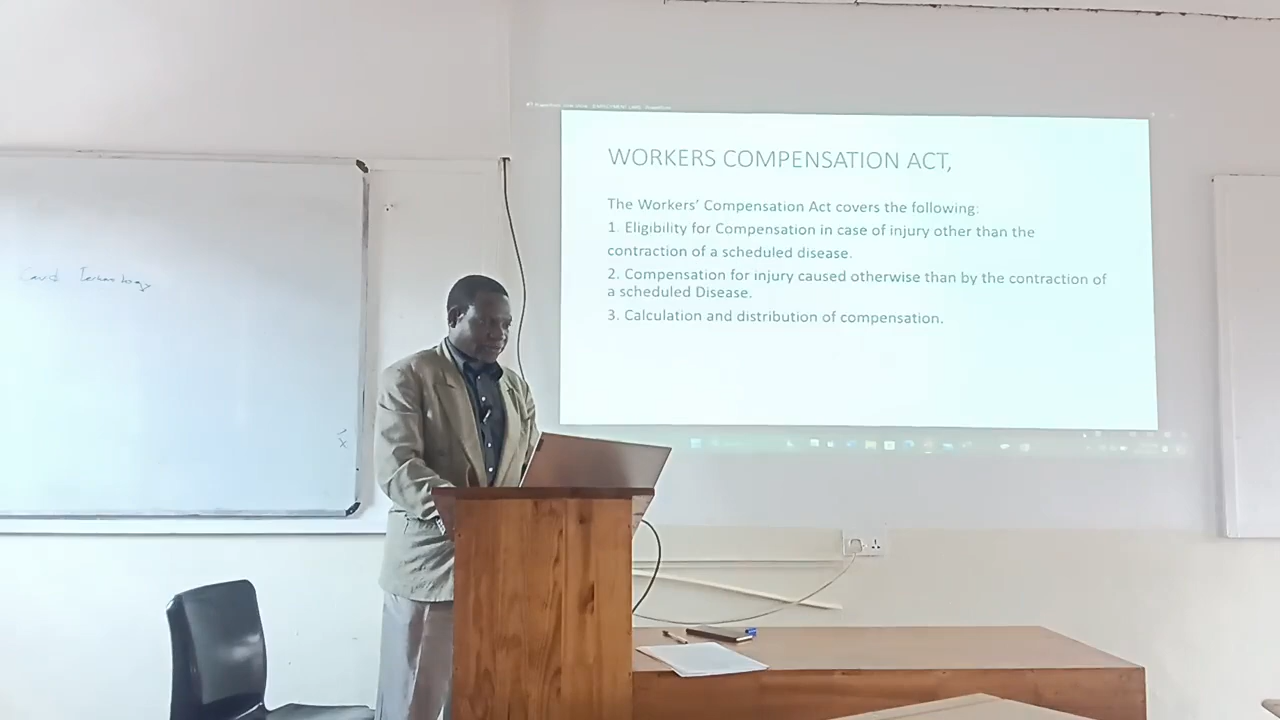 WORKERS COMPENSATION ACT,
The Workers’ Compensation Act covers the following:
1. Eligibility for Compensation in case of injury other than the
contraction of a scheduled disease.
2. Compensation for injury caused otherwise than by the contraction of
a scheduled Disease.
3. Calculation and distribution of compensation.